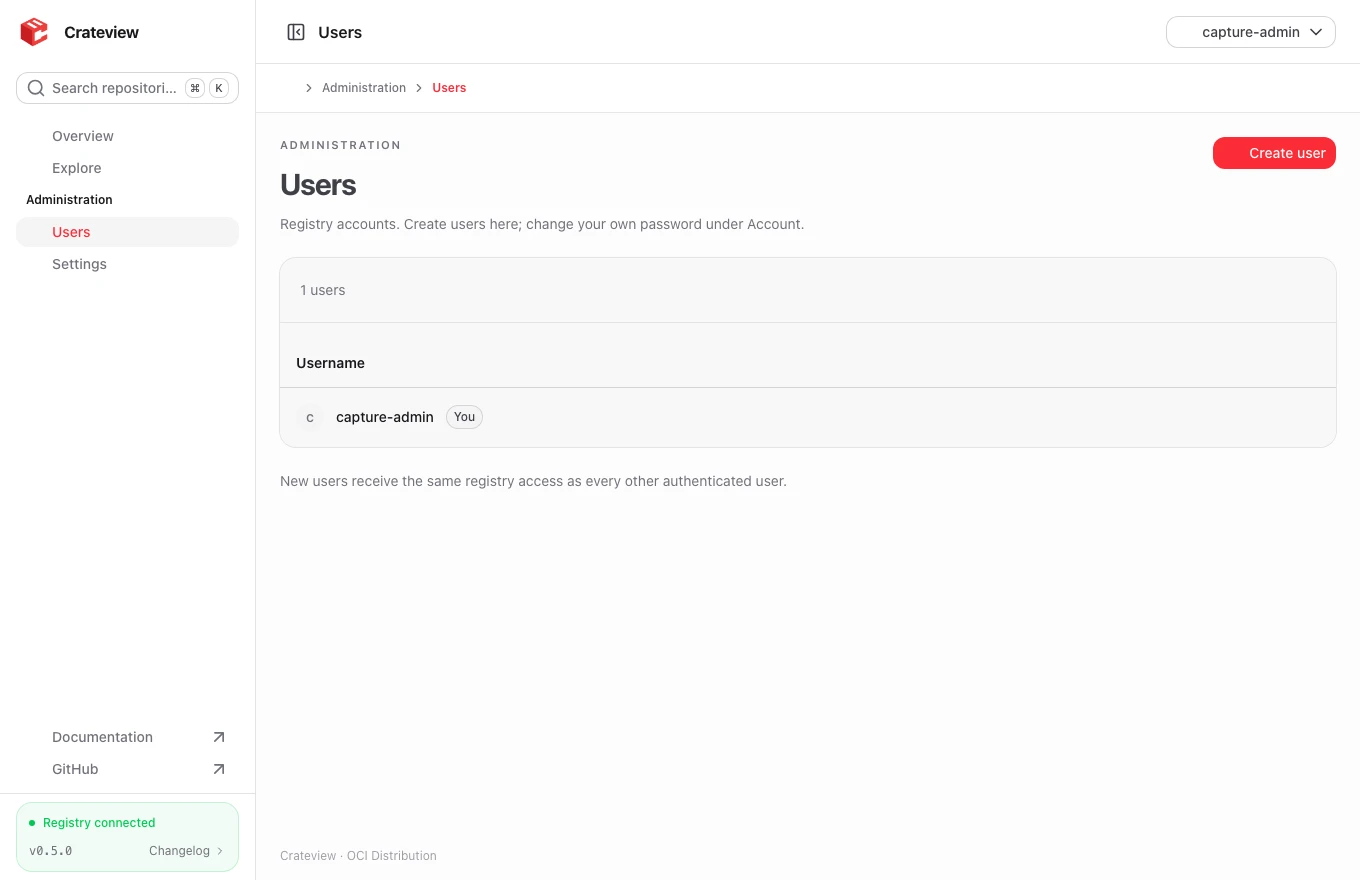 Crateview
Users
capture-admin
Search repositori... ⌘ K
Overview
Explore
Administration
Users
Settings
Documentation
GitHub
Registry connected
v0.5.0 Changelog
Administration Users
ADMINISTRATION
Create user
Users
Registry accounts. Create users here; change your own password under Account.
1 users
Username
C capture-admin You
New users receive the same registry access as every other authenticated user.
Crateview · OCI Distribution